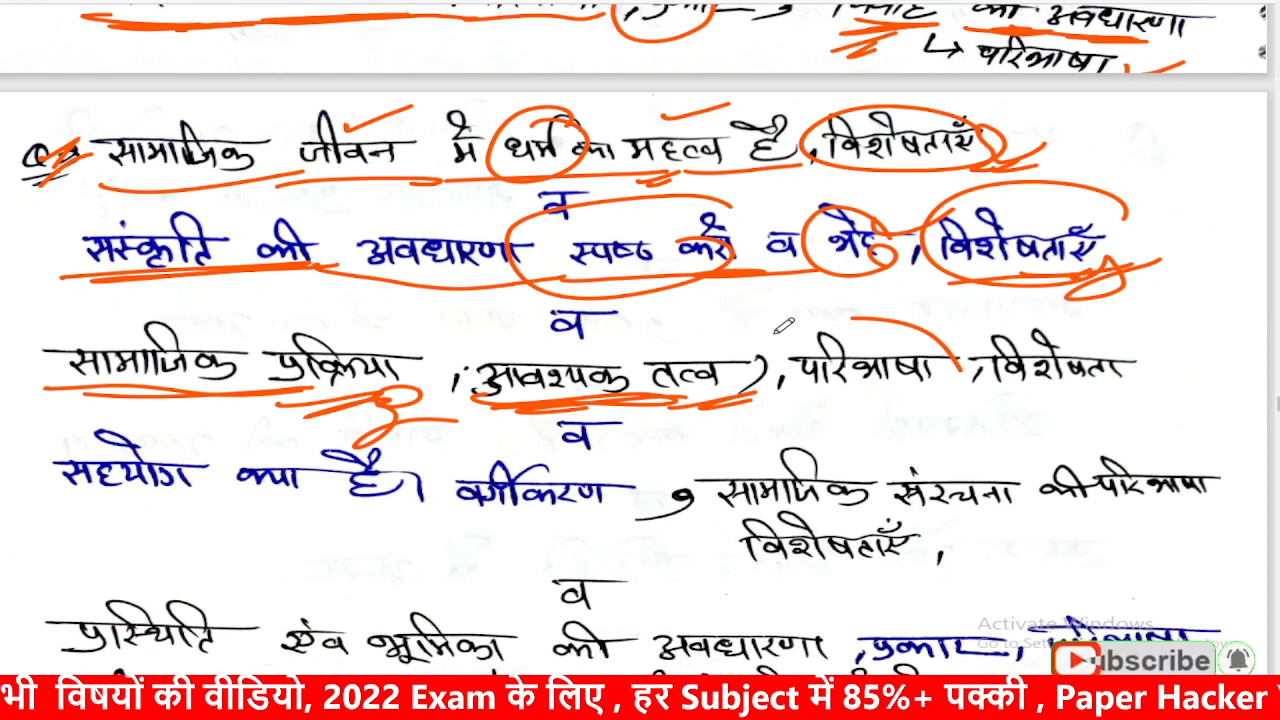 की अवधारणा
↳ परिभाषा
सामाजिक जीवन में धर्म का महत्व है, विशेषताएँ
व
संस्कृति की अवधारणा स्पष्ठ करो व भेद, विशेषताएँ
व
सामाजिक प्रक्रिया, आवश्यक तत्व), परिभाषा, विशेषता
व
सहयोग क्या है। वर्गीकरण, सामाजिक संरचना की परिभाषा
विशेषताएँ,
व
प्रस्थिति एंव भूमिका की अवधारणा, प्रकार, परिभाषा
Activate Windows
Subscribe
भी विषयों की वीडियो, 2022 Exam के लिए , हर Subject में 85%+ पक्की , Paper Hacker